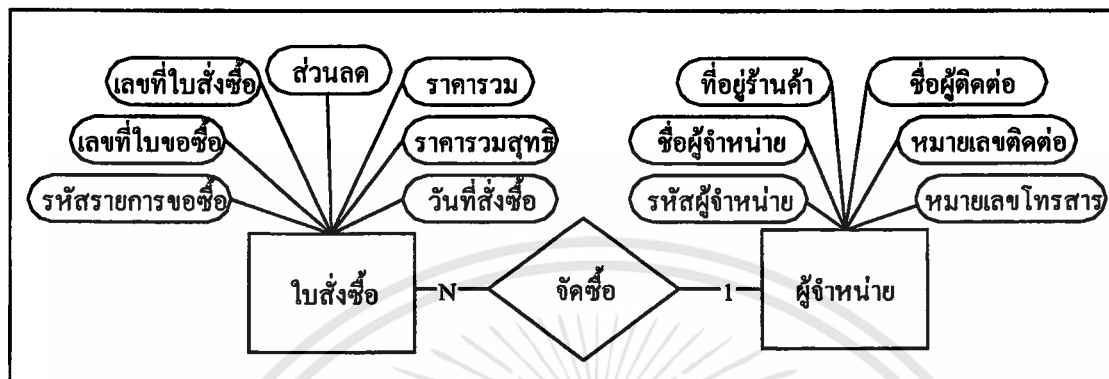 ส่วนลด
เลขที่ใบสั่งซื้อ
ราคารวม
เลขที่ใบขอซื้อ
ราคารวมสุทธิ
รหัสรายการขอซื้อ
วันที่สั่งซื้อ
ที่อยู่ร้านค้า
ชื่อผู้ติดต่อ
ชื่อผู้จำหน่าย
หมายเลขติดต่อ
รหัสผู้จำหน่าย
หมายเลขโทรสาร
ใบสั่งซื้อ
N
จัดซื้อ
1
ผู้จำหน่าย